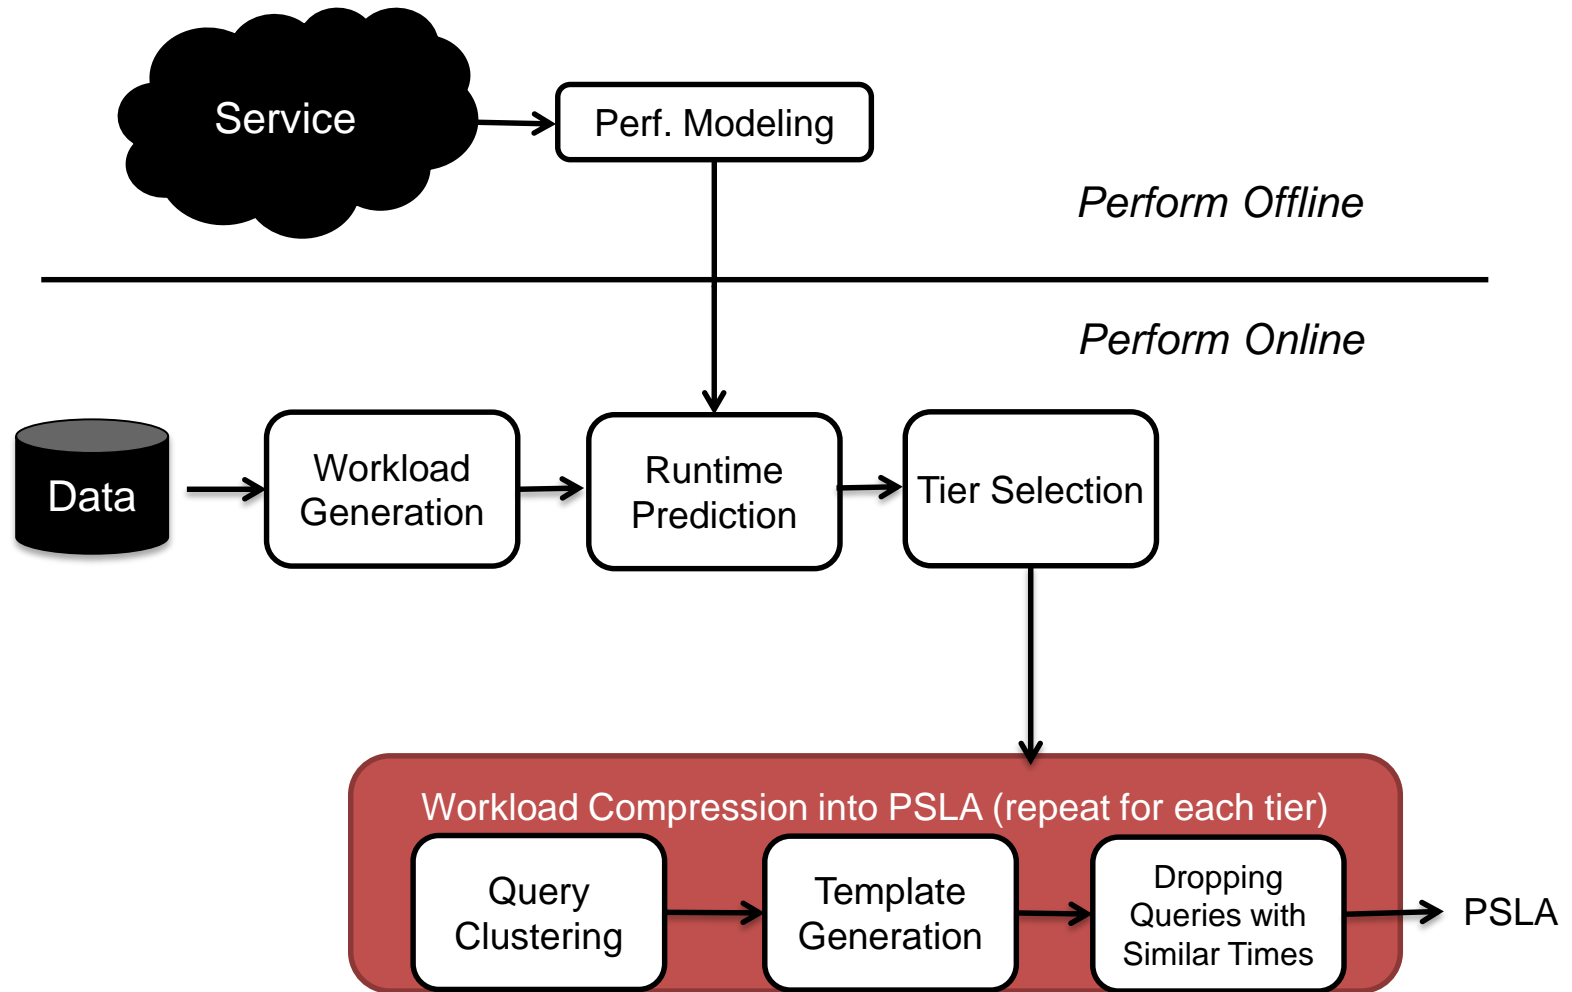 Service
Perf. Modeling
Perform Offline
Perform Online
Data
Workload
Generation
Runtime
Prediction
Tier Selection
Workload Compression into PSLA (repeat for each tier)
Query
Clustering
Template
Generation
Dropping
Queries with
Similar Times
PSLA